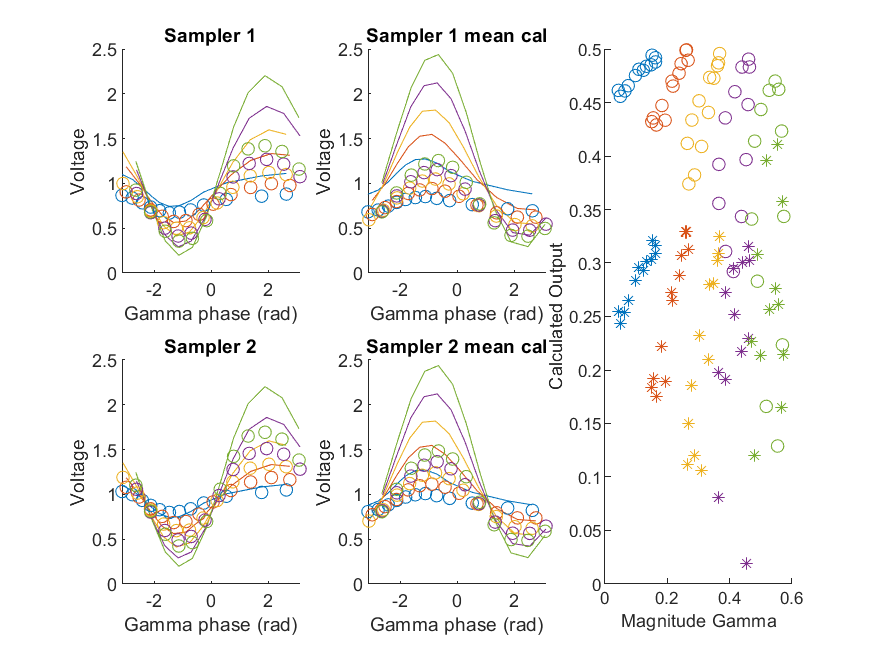 Sampler 1
2.5
2
1.5
1
0.5
0
Voltage
-2 0 2
Gamma phase (rad)
Sampler 1 mean cal
2.5
2
1.5
1
0.5
0
Voltage
-2 0 2
Gamma phase (rad)
Sampler 2
2.5
2
1.5
1
0.5
0
Voltage
-2 0 2
Gamma phase (rad)
Sampler 2 mean cal
2.5
2
1.5
1
0.5
0
Voltage
-2 0 2
Gamma phase (rad)
0.5
0.45
0.4
0.35
0.3
0.25
0.2
0.15
0.1
0.05
0
Calculated Output
0 0.2 0.4 0.6
Magnitude Gamma